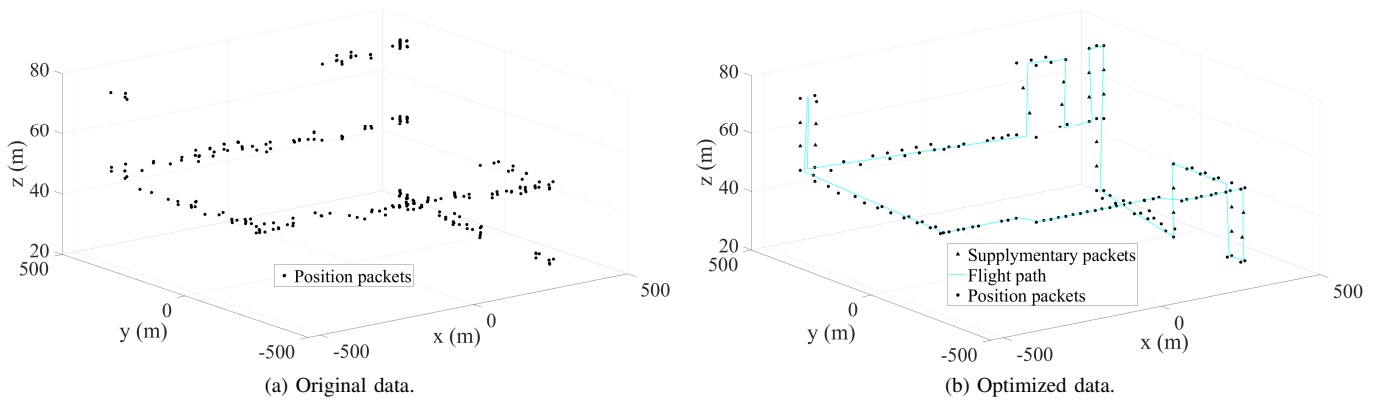 80
60
z (m)
40
20
500
Position packets
0
y (m)
-500
-500
0
x (m)
500
(a) Original data.
80
60
z (m)
40
20
500
Supplymentary packets
Flight path
Position packets
0
y (m)
-500
-500
0
x (m)
500
(b) Optimized data.